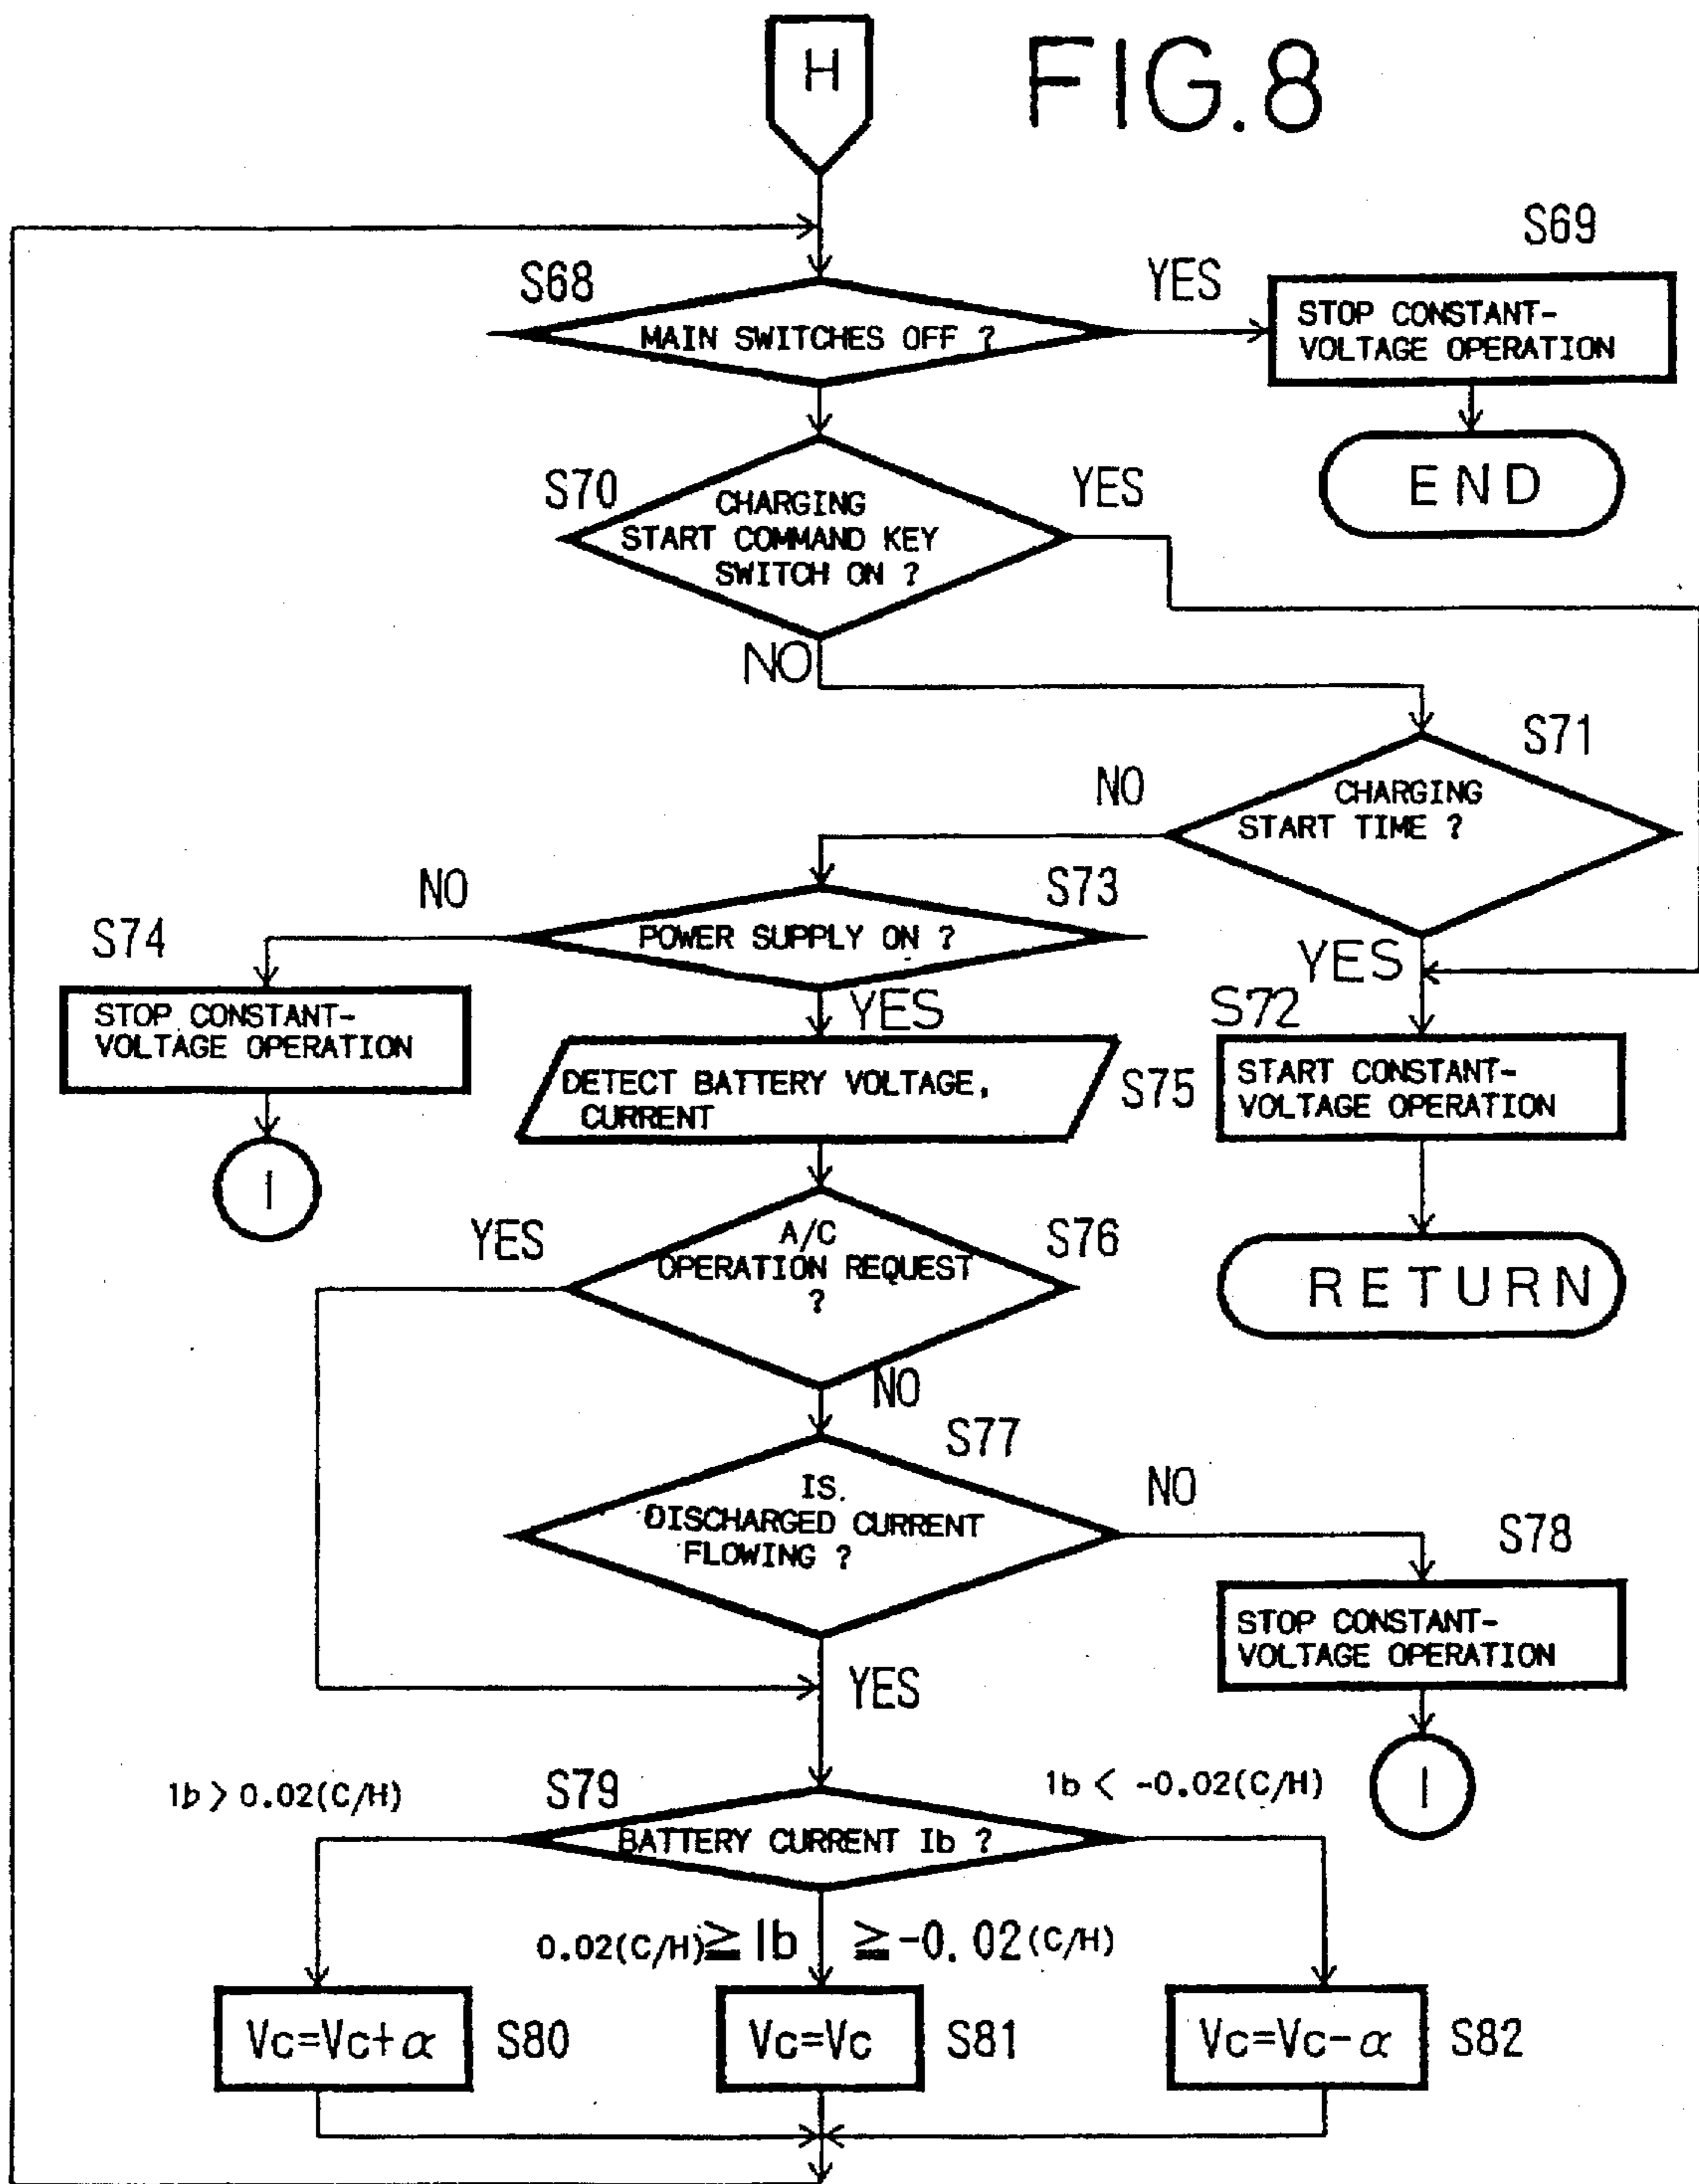 H
FIG.8
S69
S68
YES
MAIN SWITCHES OFF ?
STOP CONSTANT-
VOLTAGE OPERATION
END
S70
YES
CHARGING
START COMMAND KEY
SWITCH ON ?
NO
S71
NO
CHARGING
START TIME ?
NO
S73
S74
POWER SUPPLY ON ?
YES
YES
S72
STOP CONSTANT-
VOLTAGE OPERATION
DETECT BATTERY VOLTAGE,
CURRENT
S75
START CONSTANT-
VOLTAGE OPERATION
I
YES
A/C
OPERATION REQUEST
?
S76
RETURN
NO
S77
IS
DISCHARGED CURRENT
FLOWING ?
NO
S78
STOP CONSTANT-
VOLTAGE OPERATION
YES
I
Ib > 0.02(C/H)
S79
Ib < -0.02(C/H)
BATTERY CURRENT Ib ?
0.02(C/H)≧Ib ≧-0.02(C/H)
Vc=Vc+α
S80
Vc=Vc
S81
Vc=Vc-α
S82